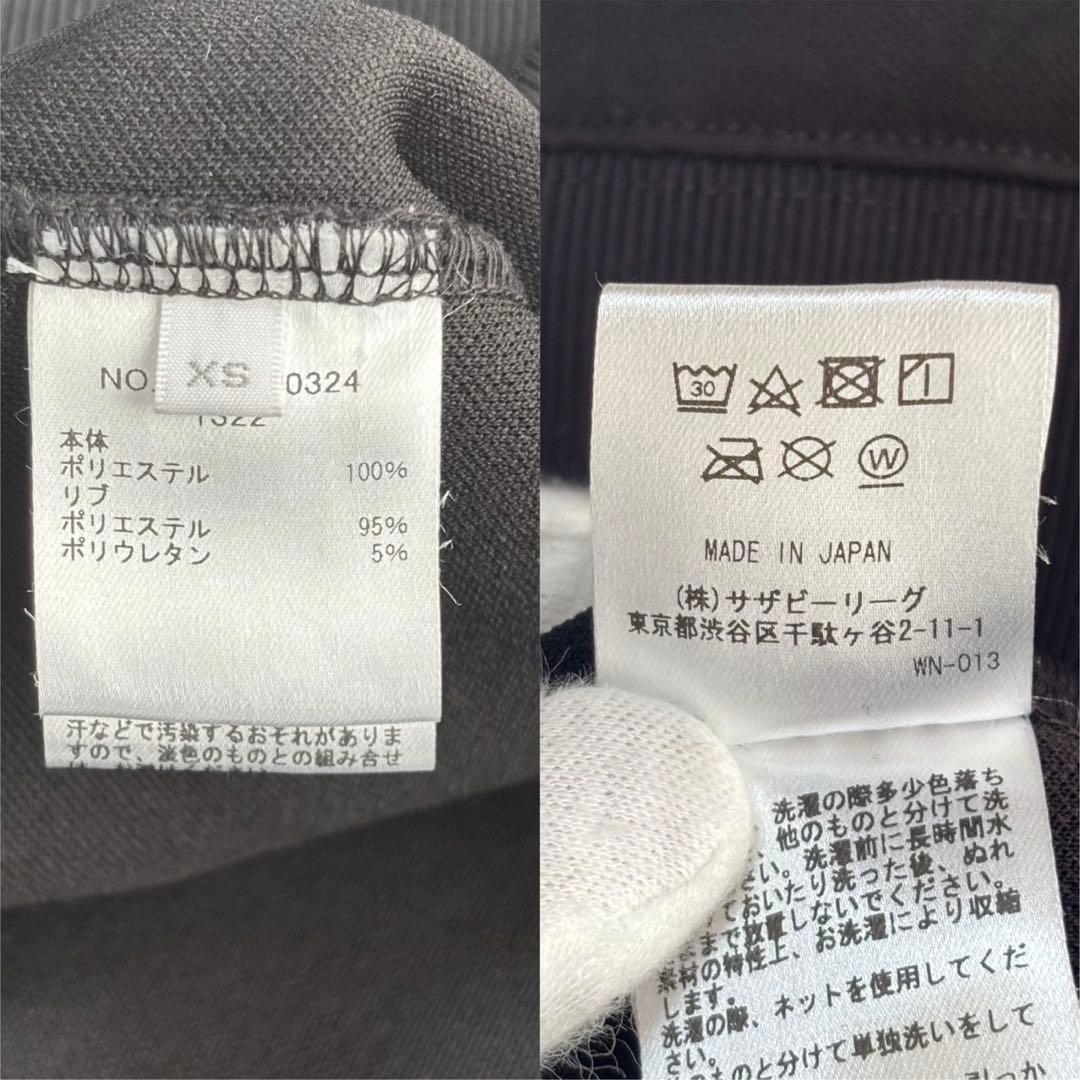 XS
NO. 0324
1322
本体
ポリエステル 100%
リブ
ポリエステル 95%
ポリウレタン 5%
汗などで汚染するおそれがありま
すので、淡色のものとの組み合せ
30
W
MADE IN JAPAN
(株)サザビーリーグ
東京都渋谷区千駄ヶ谷2-11-1
WN-013
洗濯の際多少色落ち
、他のものと分けて洗
い。洗濯前に長時間水
ておいたり洗った後、ぬれ
まで放置しないでください。
素材の特性上、お洗濯により収縮
します。
洗濯の際、ネットを使用してくだ
さい。
ものと分けて単独洗いをして
引っか